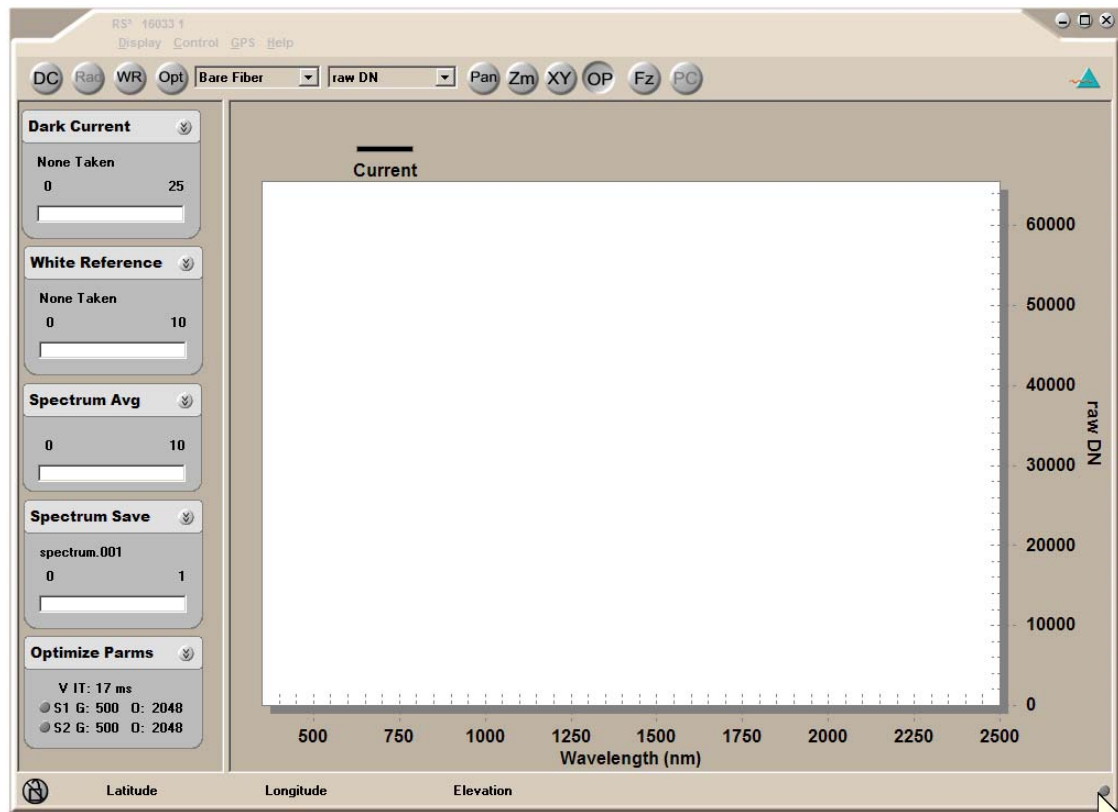 RS³ 16033 1
Display Control GPS Help
DC Rad WR Opt Bare Fiber raw DN Pan Zm XY OP Fz PC
Dark Current
None Taken
0 25
White Reference
None Taken
0 10
Spectrum Avg
0 10
Spectrum Save
spectrum.001
0 1
Optimize Parms
V IT: 17 ms
S1 G: 500 O: 2048
S2 G: 500 O: 2048
Current
60000
50000
40000
30000
20000
10000
0
raw DN
500 750 1000 1250 1500 1750 2000 2250 2500
Wavelength (nm)
Latitude Longitude Elevation